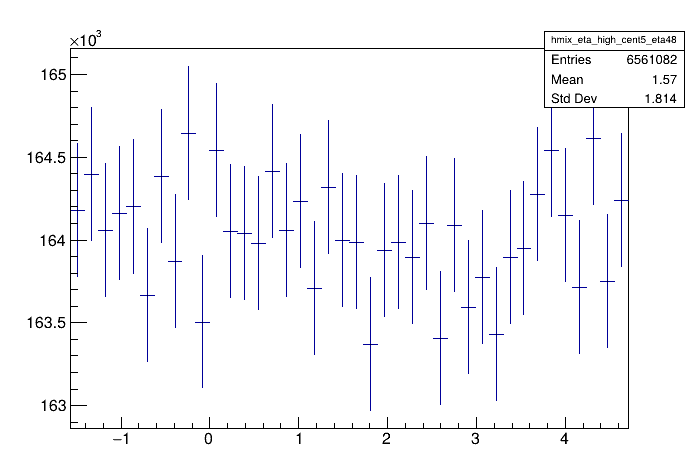 ×10³
hmix_eta_high_cent5_eta48
Entries 6561082
Mean 1.57
Std Dev 1.814
165
164.5
164
163.5
163
−1 0 1 2 3 4